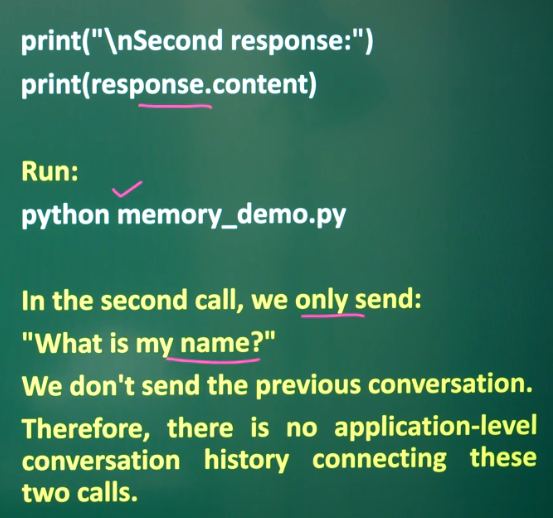 print("\nSecond response:")
print(response.content)
Run:
python memory_demo.py
In the second call, we only send:
"What is my name?"
We don't send the previous conversation.
Therefore, there is no application-level
conversation history connecting these
two calls.